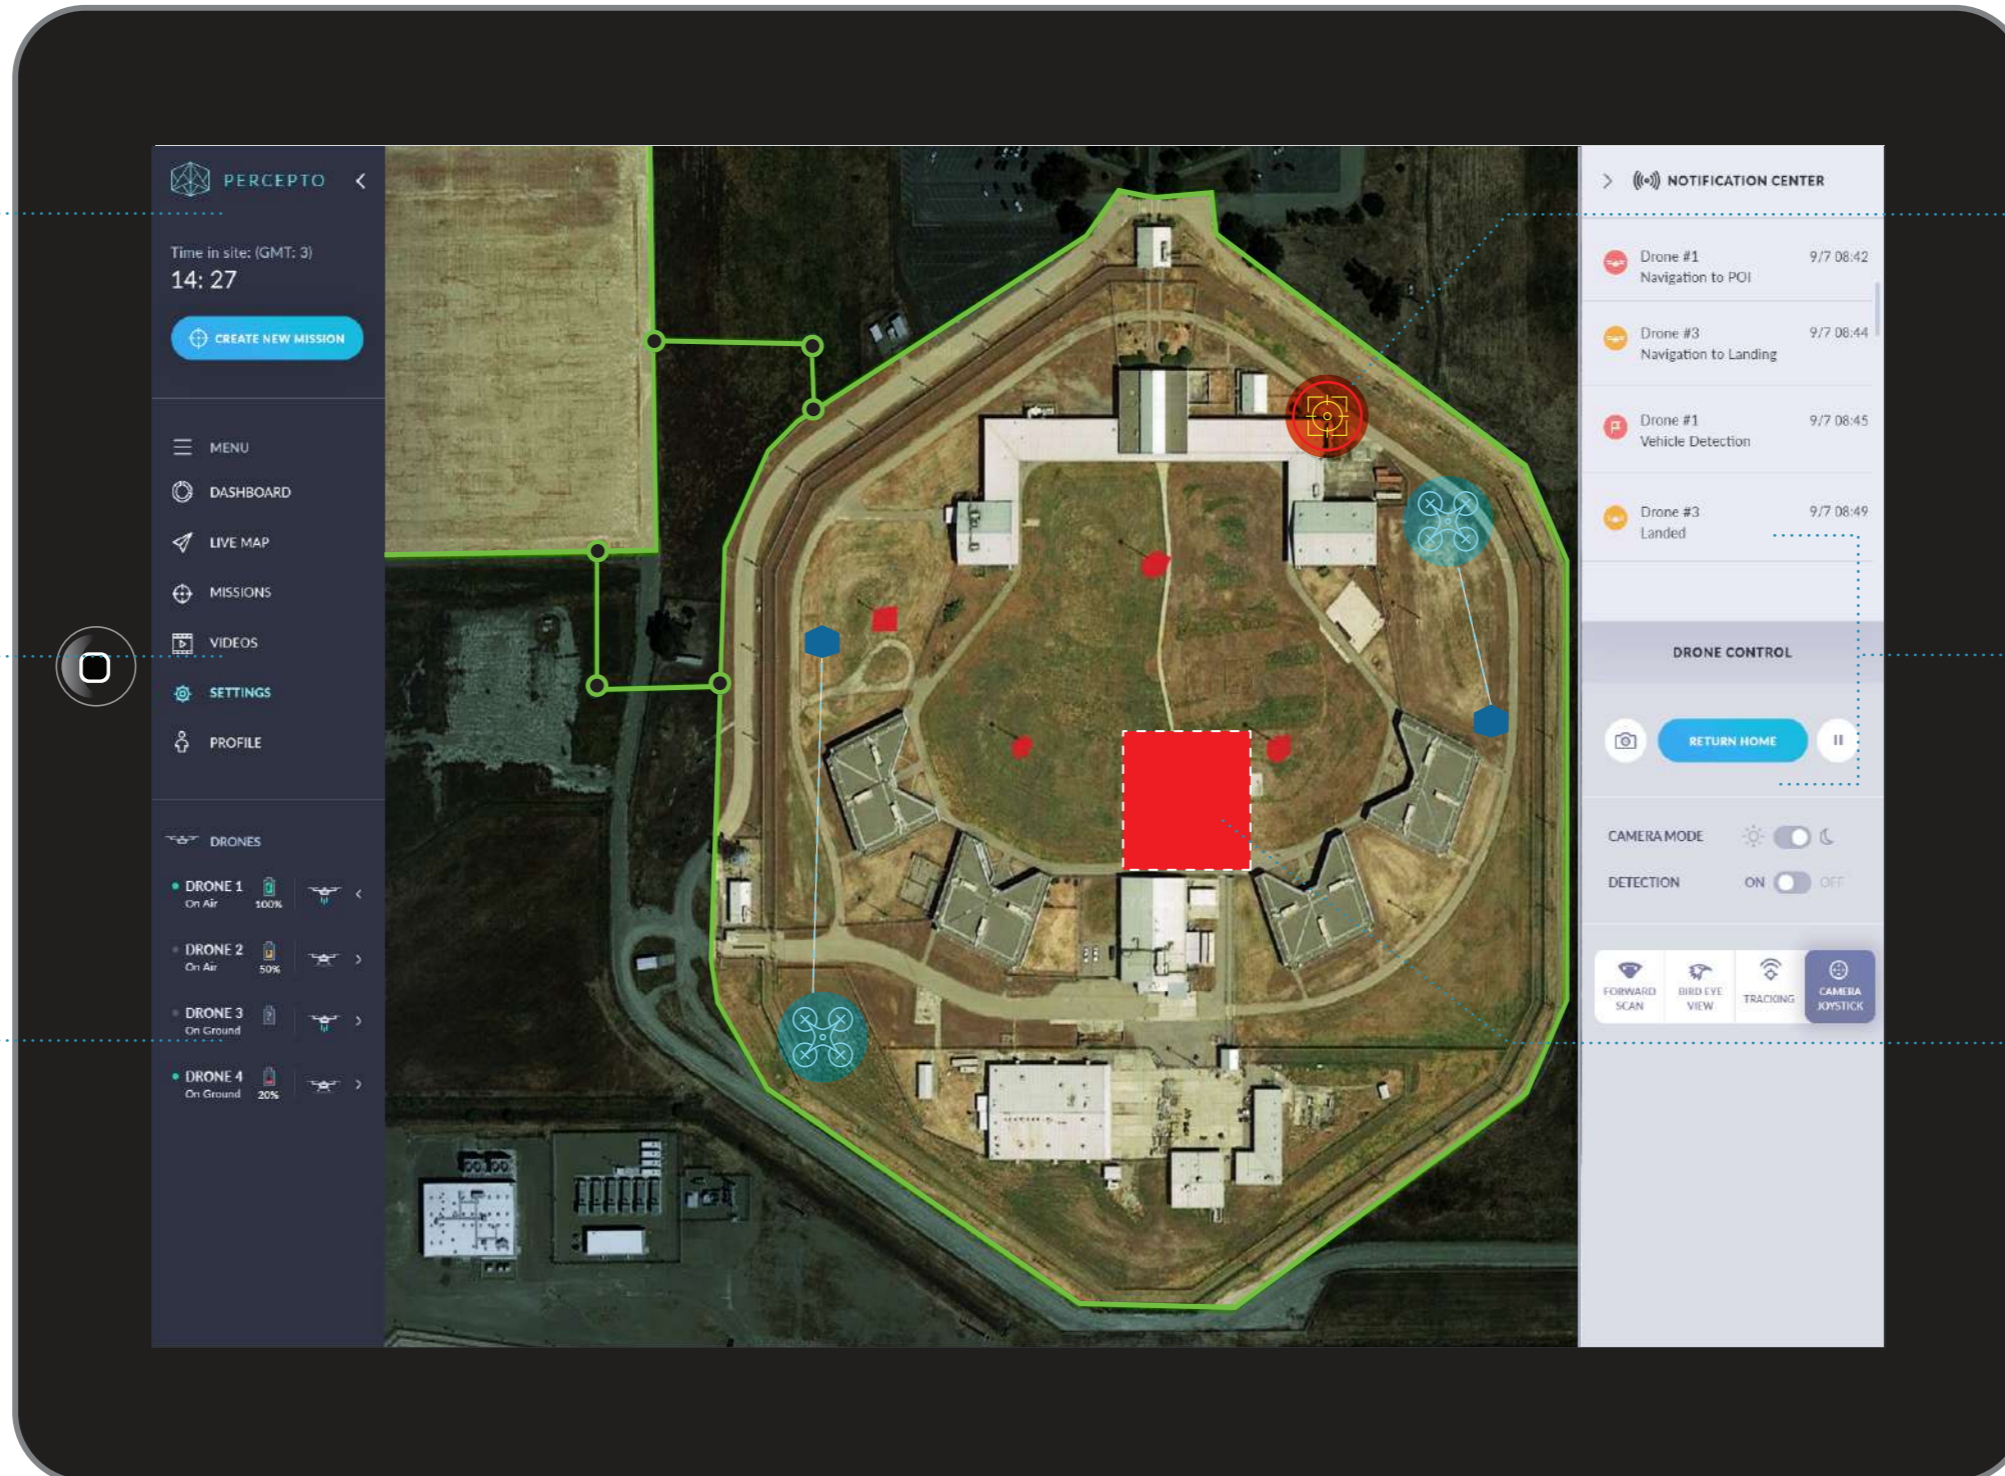 PERCEPTO
Time in site: (GMT: 3)
14: 27
CREATE NEW MISSION
MENU
DASHBOARD
LIVE MAP
MISSIONS
VIDEOS
SETTINGS
PROFILE
DRONES
DRONE 1
On Air
100%
DRONE 2
On Air
50%
DRONE 3
On Ground
?
DRONE 4
On Ground
20%
NOTIFICATION CENTER
Drone #1 9/7 08:42
Navigation to POI
Drone #3 9/7 08:44
Navigation to Landing
Drone #1 9/7 08:45
Vehicle Detection
Drone #3 9/7 08:49
Landed
DRONE CONTROL
RETURN HOME
CAMERA MODE
DETECTION ON OFF
FORWARD
SCAN
BIRD EYE
VIEW
TRACKING
CAMERA
JOYSTICK